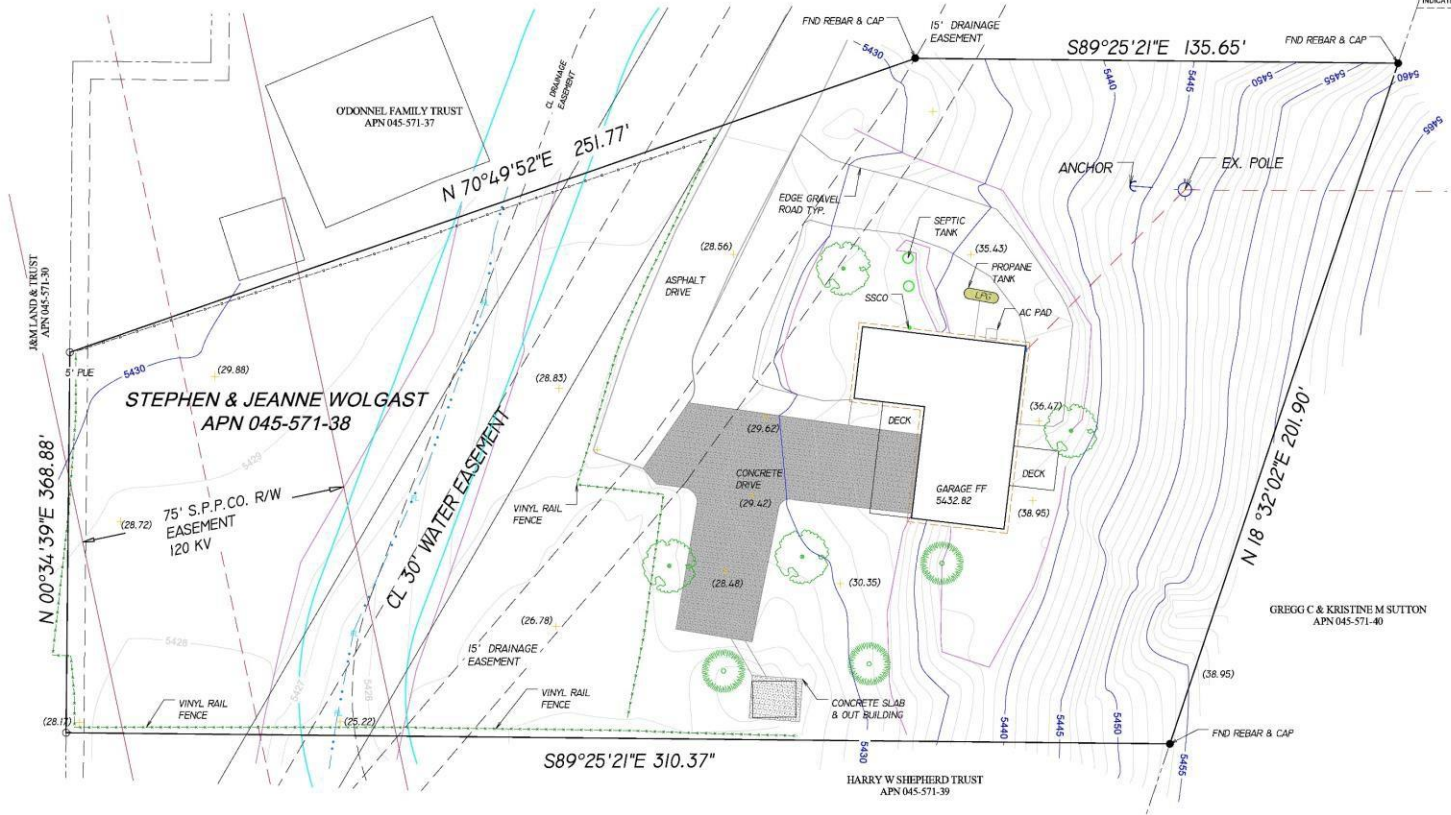 FND REBAR & CAP
15' DRAINAGE
EASEMENT
S89°25'21"E 135.65'
FND REBAR & CAP
5430
5440
5445
5450
5455
5460
5465
O'DONNEL FAMILY TRUST
APN 045-571-37
CL DRAINAGE
EASEMENT
N 70°49'52"E 251.77'
ANCHOR
EX. POLE
EDGE GRAVEL
ROAD TYP.
SEPTIC
TANK
(28.56)
(35.43)
ASPHALT
DRIVE
PROPANE
TANK
LPG
SSCO
AC PAD
J&M LAND & TRUST
APN 045-571-30
5' PUE
5430
(29.88)
(28.83)
STEPHEN & JEANNE WOLGAST
APN 045-571-38
N 00°34'39"E 368.88'
5429
75' S.P.P.CO. R/W
EASEMENT
120 KV
(28.72)
CL 30' WATER EASEMENT
VINYL RAIL
FENCE
(29.62)
DECK
(36.47)
CONCRETE
DRIVE
(29.42)
DECK
GARAGE FF
5432.82
(38.95)
N 18 °32'02"E 201.90'
(28.48)
(30.35)
GREGG C & KRISTINE M SUTTON
APN 045-571-40
(26.78)
5428
15' DRAINAGE
EASEMENT
5427
5426
(38.95)
VINYL RAIL
FENCE
VINYL RAIL
FENCE
CONCRETE SLAB
& OUT BUILDING
(28.17)
(25.22)
5430
5440
5445
5450
5455
FND REBAR & CAP
S89°25'21"E 310.37"
HARRY W SHEPHERD TRUST
APN 045-571-39